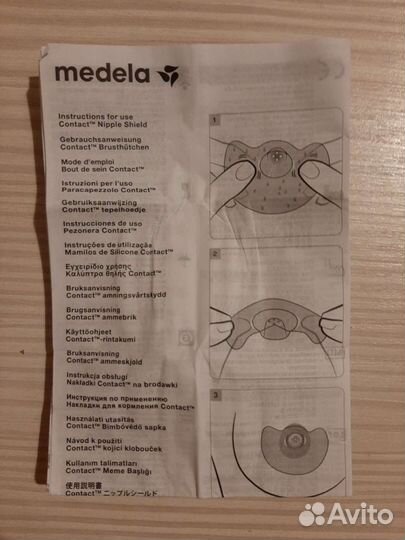 medela
Instructions for use
Contact™ Nipple Shield
Gebrauchsanweisung
Contact™ Brusthütchen
Mode d'emploi
Bout de sein Contact™
Istruzioni per l'uso
Paracapezzolo Contact™
Gebruiksaanwijzing
Contact™ tepelhoedje
Instrucciones de uso
Pezonera Contact™
Instruções de utilização
Mamilos de Silicone Contact™
Εγχειρίδιο χρήσης
Κάλυπτρα θηλής Contact™
Bruksanvisning
Contact™ amningsvårtskydd
Brugsanvisning
Contact™ ammebrik
Käyttöohjeet
Contact™-rintakumi
Bruksanvisning
Contact™ ammeskjold
Instrukcja obsługi
Nakładki Contact™ na brodawki
Инструкция по применению
Накладки для кормления Contact™
Használati utasítás
Contact™ Bimbóvédő sapka
Návod k použití
Contact™ kojicí klobouček
Kullanım talimatları
Contact™ Meme Başlığı
使用説明書
Contact™ ニップルシールド
1
2
3
Avito